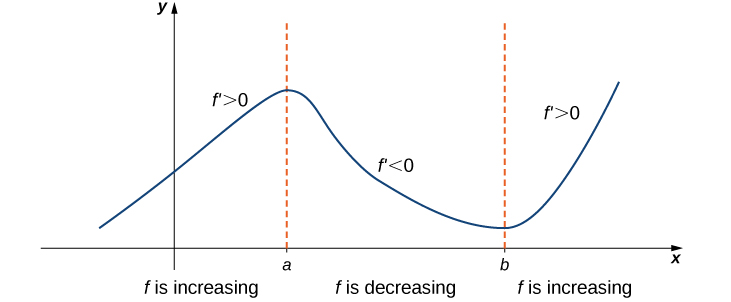 y
f′>0
f′>0
f′<0
a
b
x
f is increasing
f is decreasing
f is increasing